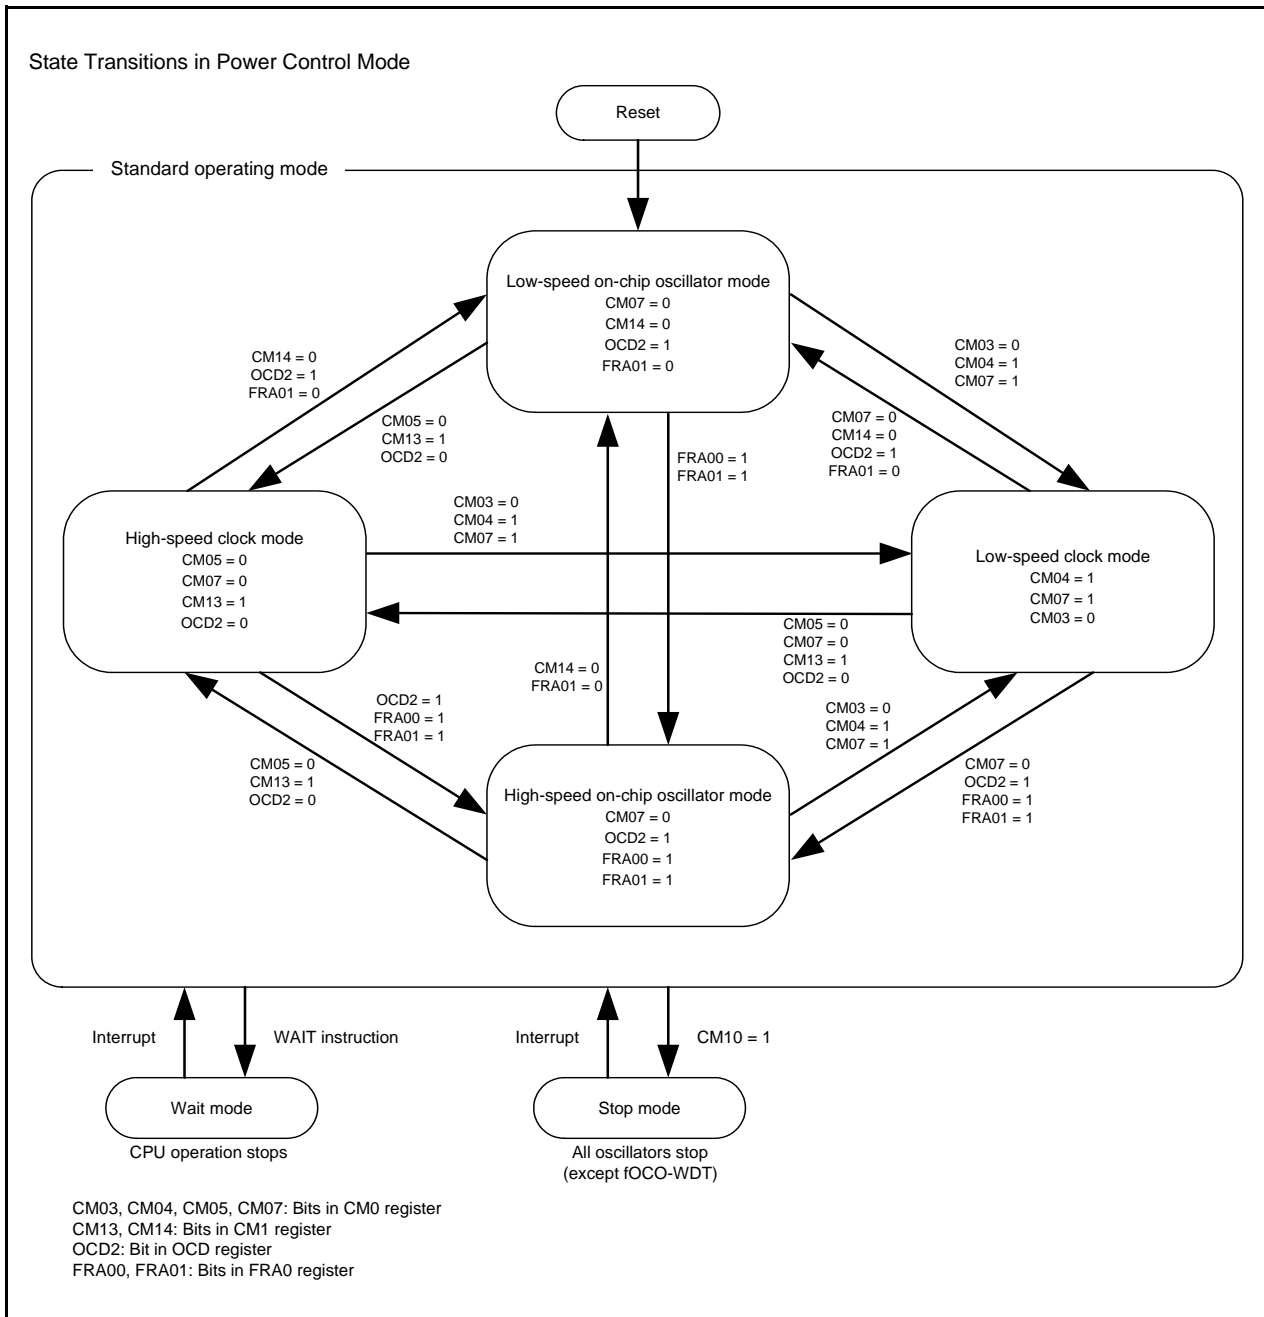 State Transitions in Power Control Mode
Reset
Standard operating mode
Low-speed on-chip oscillator mode
CM07 = 0
CM14 = 0
OCD2 = 1
FRA01 = 0
CM14 = 0
OCD2 = 1
FRA01 = 0
CM05 = 0
CM13 = 1
OCD2 = 0
CM03 = 0
CM04 = 1
CM07 = 1
CM07 = 0
CM14 = 0
OCD2 = 1
FRA01 = 0
FRA00 = 1
FRA01 = 1
High-speed clock mode
CM05 = 0
CM07 = 0
CM13 = 1
OCD2 = 0
CM03 = 0
CM04 = 1
CM07 = 1
Low-speed clock mode
CM04 = 1
CM07 = 1
CM03 = 0
CM05 = 0
CM07 = 0
CM13 = 1
OCD2 = 0
CM14 = 0
FRA01 = 0
OCD2 = 1
FRA00 = 1
FRA01 = 1
CM05 = 0
CM13 = 1
OCD2 = 0
CM03 = 0
CM04 = 1
CM07 = 1
CM07 = 0
OCD2 = 1
FRA00 = 1
FRA01 = 1
High-speed on-chip oscillator mode
CM07 = 0
OCD2 = 1
FRA00 = 1
FRA01 = 1
Interrupt
WAIT instruction
Interrupt
CM10 = 1
Wait mode
CPU operation stops
Stop mode
All oscillators stop
(except fOCO-WDT)
CM03, CM04, CM05, CM07: Bits in CM0 register
CM13, CM14: Bits in CM1 register
OCD2: Bit in OCD register
FRA00, FRA01: Bits in FRA0 register